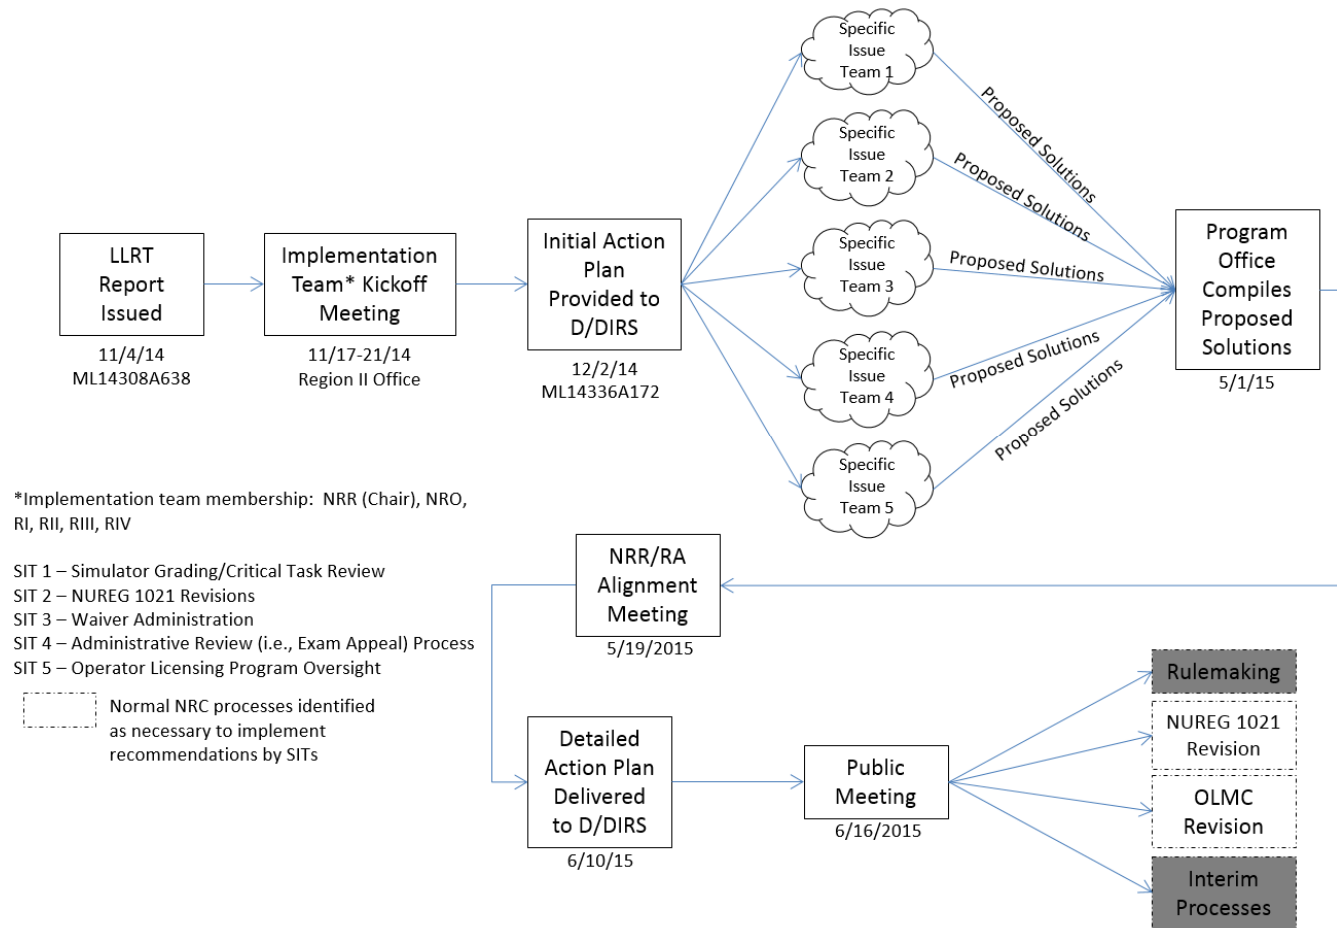 LLRT
Report
Issued
11/4/14
ML14308A638
Implementation
Team* Kickoff
Meeting
11/17-21/14
Region II Office
Initial Action
Plan
Provided to
D/DIRS
12/2/14
ML14336A172
Specific
Issue
Team 1
Specific
Issue
Team 2
Specific
Issue
Team 3
Specific
Issue
Team 4
Specific
Issue
Team 5
Proposed Solutions
Proposed Solutions
Proposed Solutions
Proposed Solutions
Proposed Solutions
Program
Office
Compiles
Proposed
Solutions
5/1/15
*Implementation team membership: NRR (Chair), NRO,
RI, RII, RIII, RIV
SIT 1 – Simulator Grading/Critical Task Review
SIT 2 – NUREG 1021 Revisions
SIT 3 – Waiver Administration
SIT 4 – Administrative Review (i.e., Exam Appeal) Process
SIT 5 – Operator Licensing Program Oversight
Normal NRC processes identified
as necessary to implement
recommendations by SITs
NRR/RA
Alignment
Meeting
5/19/2015
Detailed
Action Plan
Delivered
to D/DIRS
6/10/15
Public
Meeting
6/16/2015
Rulemaking
NUREG 1021
Revision
OLMC
Revision
Interim
Processes